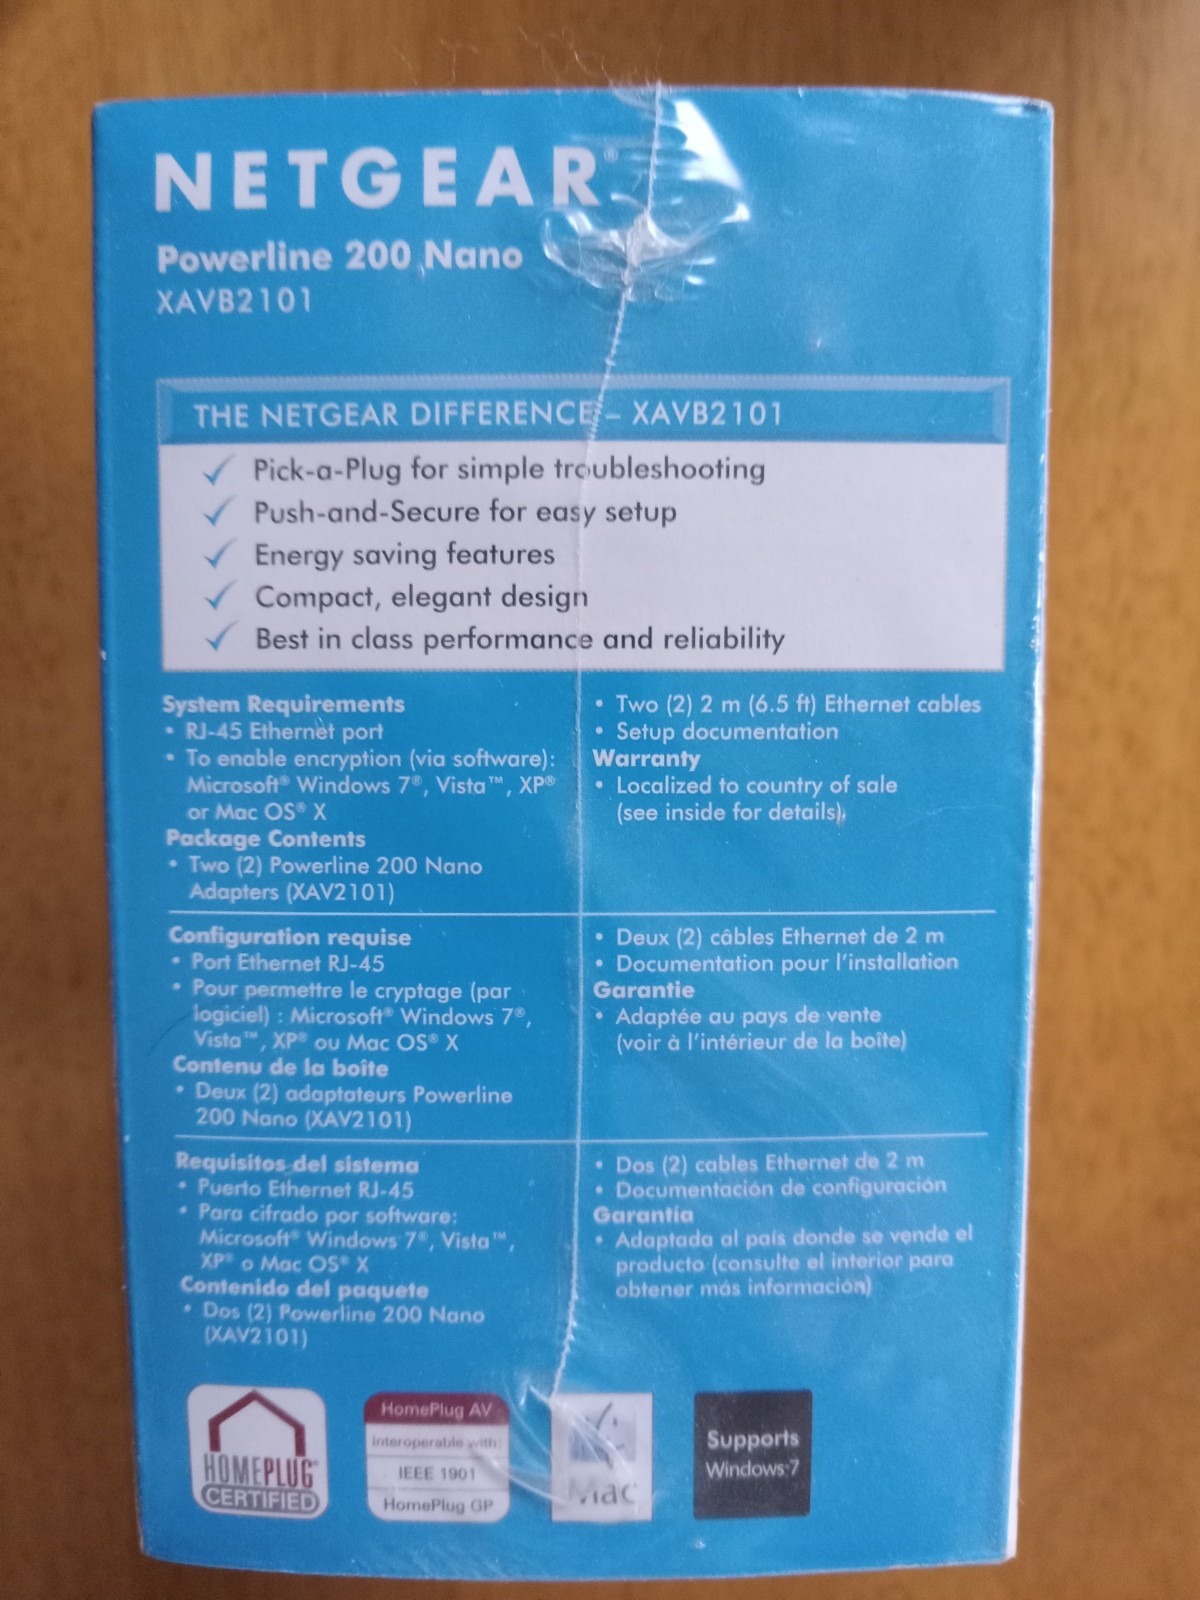 NETGEAR®
Powerline 200 Nano
XAVB2101
THE NETGEAR DIFFERENCE – XAVB2101
Pick-a-Plug for simple troubleshooting
Push-and-Secure for easy setup
Energy saving features
Compact, elegant design
Best in class performance and reliability
System Requirements
• RJ-45 Ethernet port
• To enable encryption (via software):
Microsoft® Windows 7®, Vista™, XP®
or Mac OS® X
Package Contents
• Two (2) Powerline 200 Nano
Adapters (XAV2101)
• Two (2) 2 m (6.5 ft) Ethernet cables
• Setup documentation
Warranty
• Localized to country of sale
(see inside for details).
Configuration requise
• Port Ethernet RJ-45
• Pour permettre le cryptage (par
logiciel) : Microsoft® Windows 7®,
Vista™, XP® ou Mac OS® X
Contenu de la boîte
• Deux (2) adaptateurs Powerline
200 Nano (XAV2101)
• Deux (2) câbles Ethernet de 2 m
• Documentation pour l'installation
Garantie
• Adaptée au pays de vente
(voir à l'intérieur de la boîte)
Requisitos del sistema
• Puerto Ethernet RJ-45
• Para cifrado por software:
Microsoft® Windows 7®, Vista™,
XP® o Mac OS® X
Contenido del paquete
• Dos (2) Powerline 200 Nano
(XAV2101)
• Dos (2) cables Ethernet de 2 m
• Documentación de configuración
Garantía
• Adaptada al país donde se vende el
producto (consulte el interior para
obtener más información)
HOMEPLUG®
CERTIFIED
HomePlug AV
interoperable with:
IEEE 1901
HomePlug GP
Mac
Supports
Windows 7